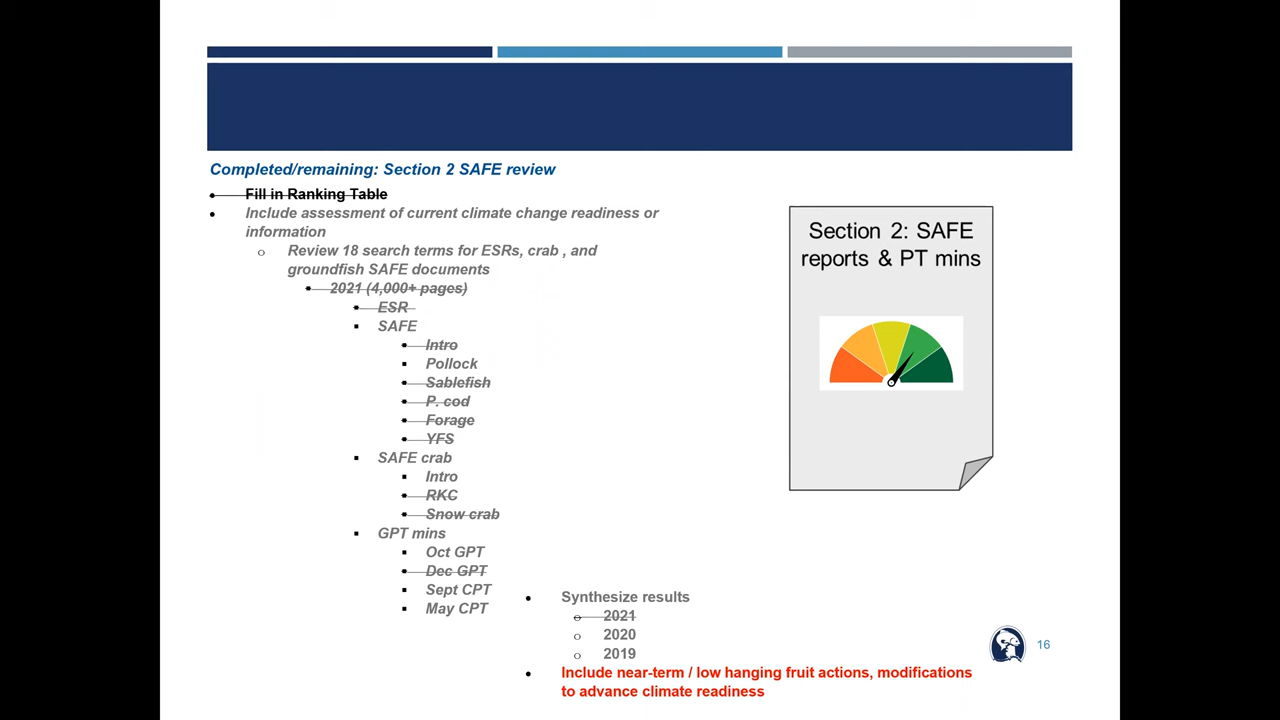 Completed/remaining: Section 2 SAFE review
Fill in Ranking Table
Include assessment of current climate change readiness or
information
Review 18 search terms for ESRs, crab , and
groundfish SAFE documents
2021 (4,000+ pages)
ESR
SAFE
Intro
Pollock
Sablefish
P. cod
Forage
YFS
SAFE crab
Intro
RKC
Snow crab
GPT mins
Oct GPT
Dec GPT
Sept CPT
May CPT
Synthesize results
2021
2020
2019
Include near-term / low hanging fruit actions, modifications
to advance climate readiness
Section 2: SAFE
reports & PT mins
16